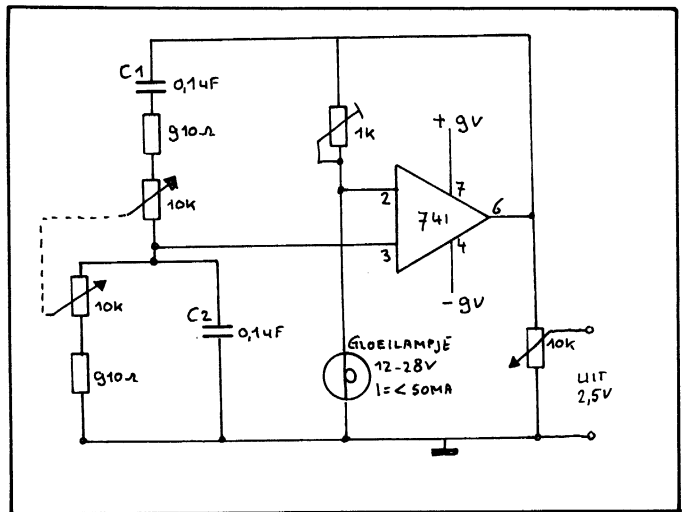 C1
0,1uF
910Ω
10K
1K
+9V
2
7
741
6
3
4
-9V
10K
910Ω
C2
0,1uF
GLOEILAMPJE
12-28V
I=<50MA
10K
UIT
2,5V